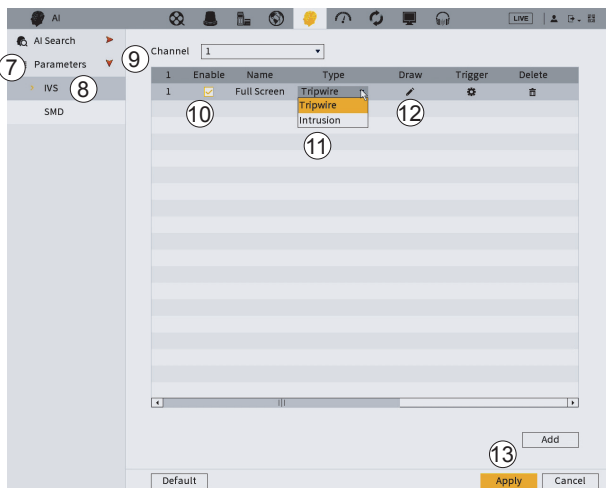 AI
LIVE
AI Search
7 Parameters
8 IVS
SMD
9 Channel 1
1 Enable Name Type Draw Trigger Delete
1 Full Screen Tripwire
Tripwire
Intrusion
10
11
12
Add
13
Default Apply Cancel